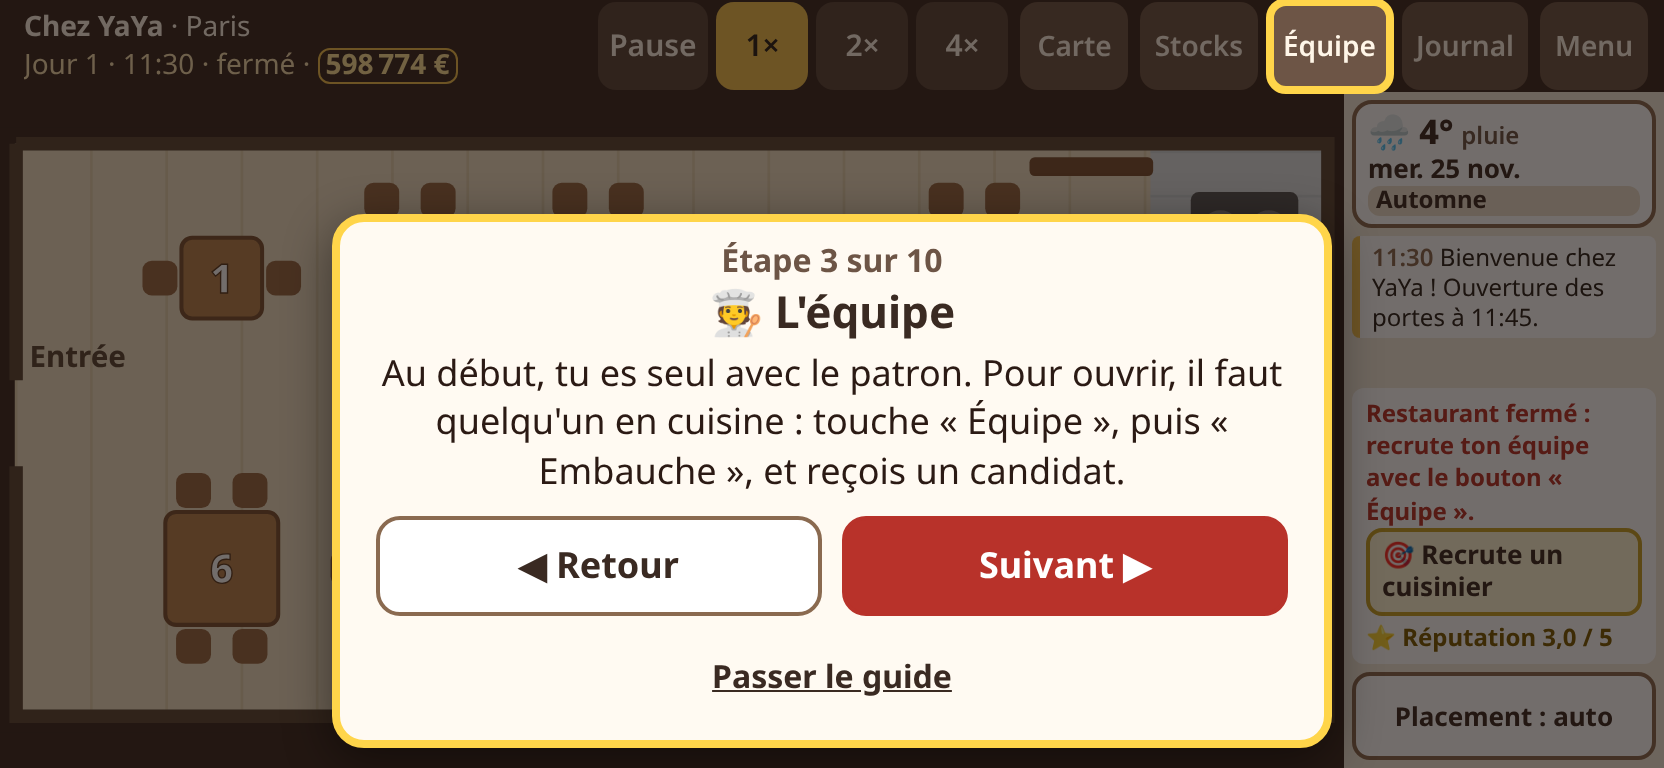 Chez YaYa · Paris
Jour 1 · 11:30 · fermé · 598 774 €
Pause
1×
2×
4×
Carte
Stocks
Équipe
Journal
Menu
4° pluie
mer. 25 nov.
Automne
11:30 Bienvenue chez
YaYa ! Ouverture des
portes à 11:45.
Restaurant fermé :
recrute ton équipe
avec le bouton «
Équipe ».
Recrute un
cuisinier
Réputation 3,0 / 5
Placement : auto
1
Entrée
6
Étape 3 sur 10
L'équipe
Au début, tu es seul avec le patron. Pour ouvrir, il faut
quelqu'un en cuisine : touche « Équipe », puis «
Embauche », et reçois un candidat.
◀ Retour
Suivant ▶
Passer le guide